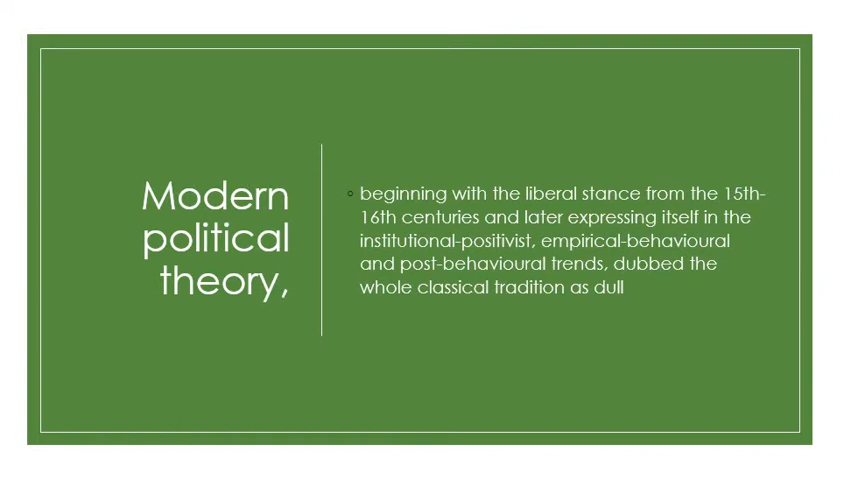 Modern
political
theory,
beginning with the liberal stance from the 15th-
16th centuries and later expressing itself in the
institutional-positivist, empirical-behavioural
and post-behavioural trends, dubbed the
whole classical tradition as dull